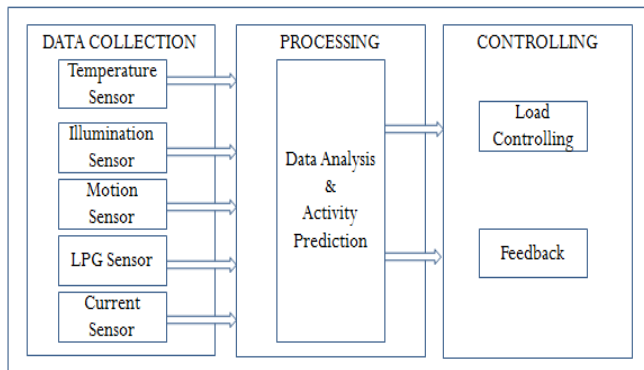 DATA COLLECTION
Temperature
Sensor
Illumination
Sensor
Motion
Sensor
LPG Sensor
Current
Sensor
PROCESSING
Data Analysis
&
Activity
Prediction
CONTROLLING
Load
Controlling
Feedback